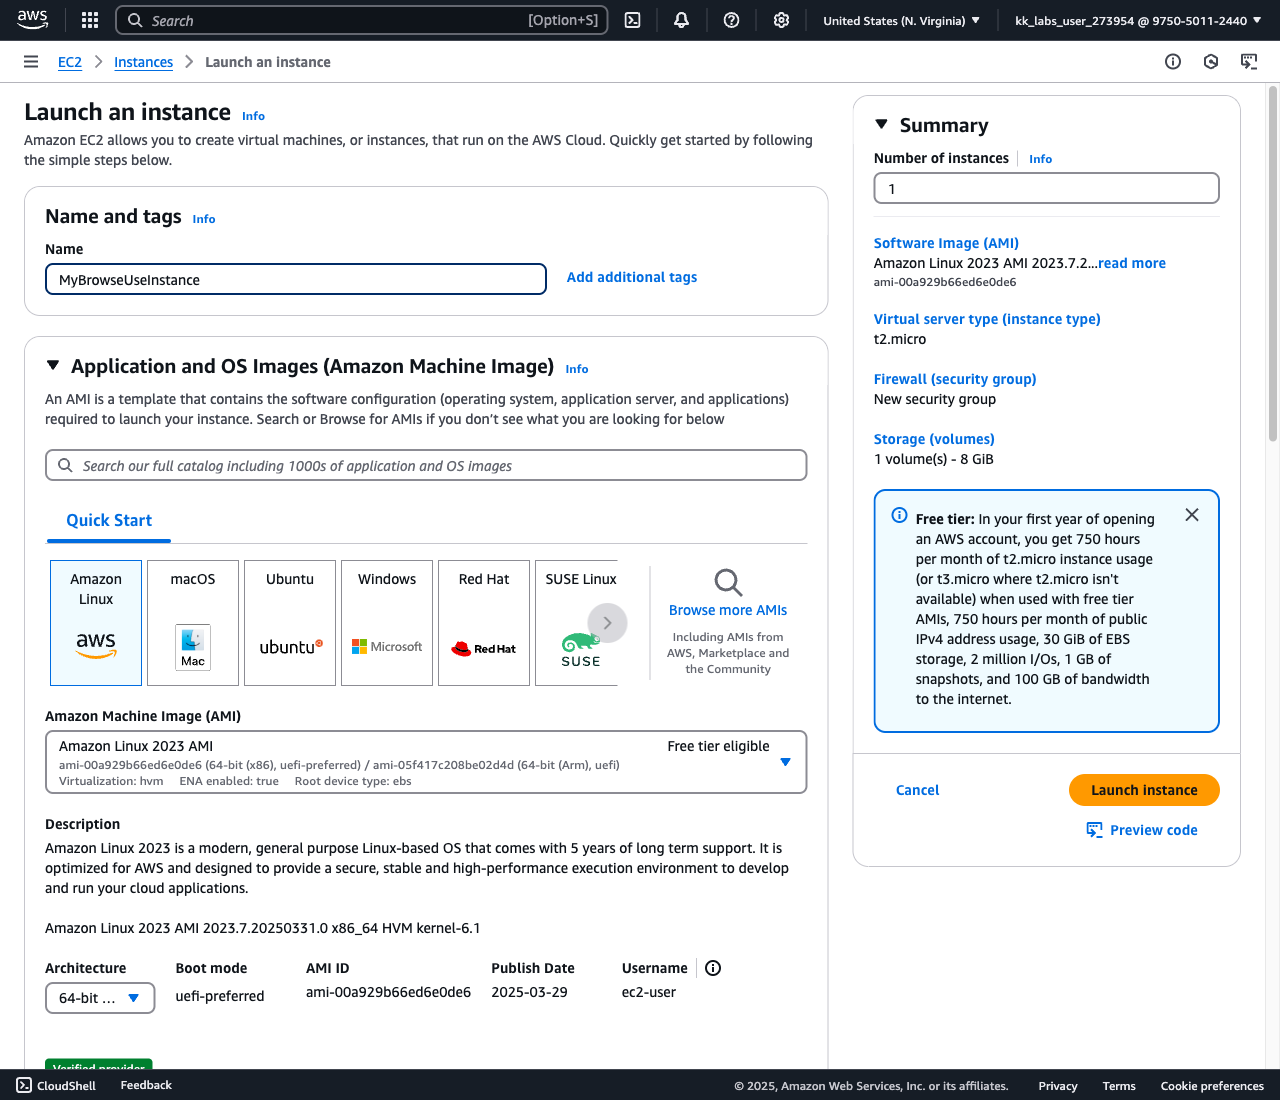 aws
Search
[Option+S]
United States (N. Virginia)
kk_labs_user_273954 @ 9750-5011-2440
EC2
Instances
Launch an instance
Launch an instance
Info
Amazon EC2 allows you to create virtual machines, or instances, that run on the AWS Cloud. Quickly get started by following
the simple steps below.
Name and tags
Info
Name
MyBrowseUseInstance
Add additional tags
Application and OS Images (Amazon Machine Image)
Info
An AMI is a template that contains the software configuration (operating system, application server, and applications)
required to launch your instance. Search or Browse for AMIs if you don’t see what you are looking for below
Search our full catalog including 1000s of application and OS images
Quick Start
Amazon
Linux
aws
macOS
Mac
Ubuntu
ubuntu
Windows
Microsoft
Red Hat
Red Hat
SUSE Linux
SUSE
Browse more AMIs
Including AMIs from
AWS, Marketplace and
the Community
Amazon Machine Image (AMI)
Amazon Linux 2023 AMI
Free tier eligible
ami-00a929b66ed6e0de6 (64-bit (x86), uefi-preferred) / ami-05f417c208be02d4d (64-bit (Arm), uefi)
Virtualization: hvm
ENA enabled: true
Root device type: ebs
Description
Amazon Linux 2023 is a modern, general purpose Linux-based OS that comes with 5 years of long term support. It is
optimized for AWS and designed to provide a secure, stable and high-performance execution environment to develop
and run your cloud applications.
Amazon Linux 2023 AMI 2023.7.20250331.0 x86_64 HVM kernel-6.1
Architecture
64-bit ...
Boot mode
uefi-preferred
AMI ID
ami-00a929b66ed6e0de6
Publish Date
2025-03-29
Username
ec2-user
Verified provider
Summary
Number of instances
Info
1
Software Image (AMI)
Amazon Linux 2023 AMI 2023.7.2...read more
ami-00a929b66ed6e0de6
Virtual server type (instance type)
t2.micro
Firewall (security group)
New security group
Storage (volumes)
1 volume(s) - 8 GiB
Free tier: In your first year of opening
an AWS account, you get 750 hours
per month of t2.micro instance usage
(or t3.micro where t2.micro isn't
available) when used with free tier
AMIs, 750 hours per month of public
IPv4 address usage, 30 GiB of EBS
storage, 2 million I/Os, 1 GB of
snapshots, and 100 GB of bandwidth
to the internet.
Cancel
Launch instance
Preview code
CloudShell
Feedback
© 2025, Amazon Web Services, Inc. or its affiliates.
Privacy
Terms
Cookie preferences